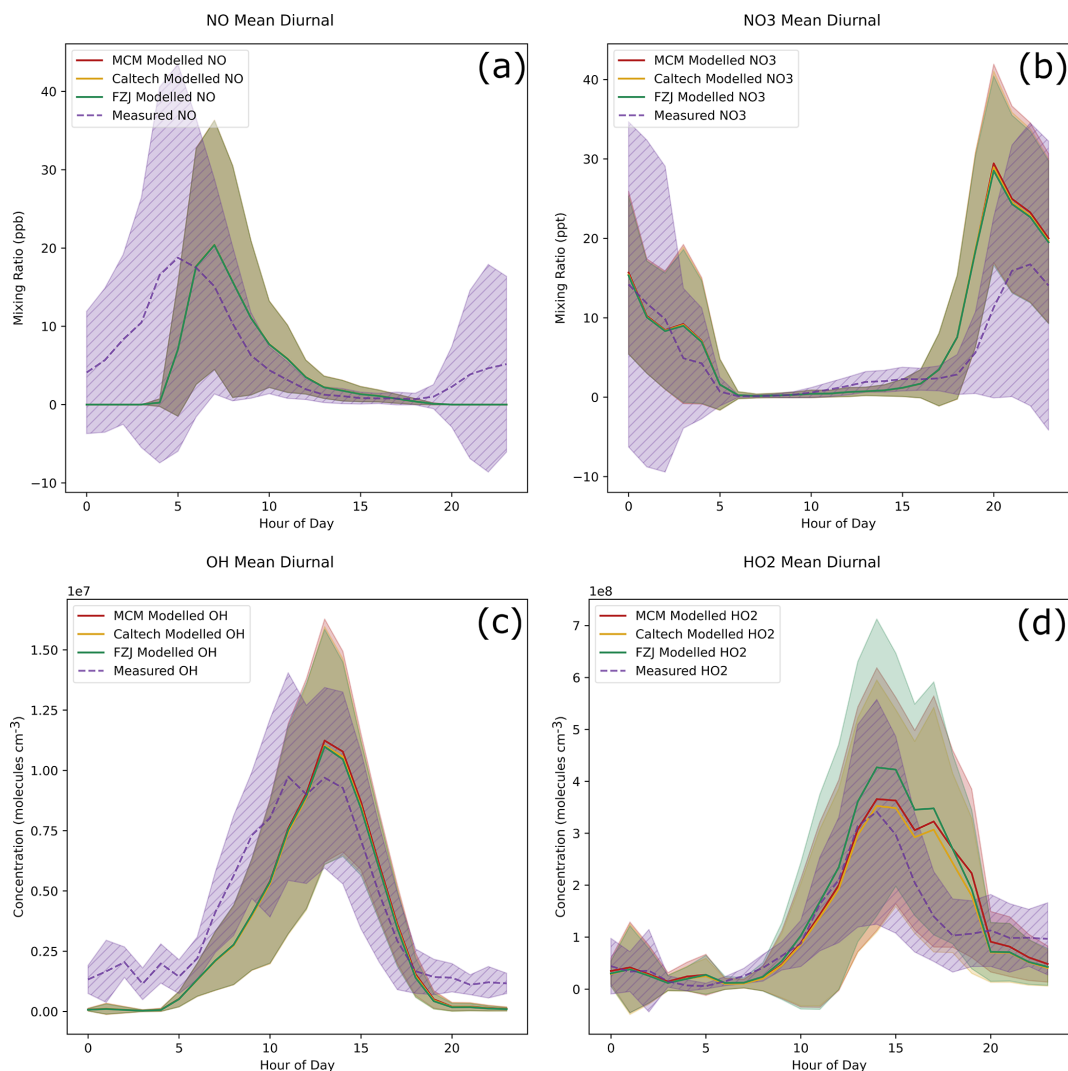 NO Mean Diurnal
MCM Modelled NO
Caltech Modelled NO
FZJ Modelled NO
Measured NO
(a)
40
30
20
10
0
−10
Mixing Ratio (ppb)
0 5 10 15 20
Hour of Day
NO3 Mean Diurnal
MCM Modelled NO3
Caltech Modelled NO3
FZJ Modelled NO3
Measured NO3
(b)
40
30
20
10
0
−10
Mixing Ratio (ppt)
0 5 10 15 20
Hour of Day
OH Mean Diurnal
1e7
MCM Modelled OH
Caltech Modelled OH
FZJ Modelled OH
Measured OH
(c)
1.50
1.25
1.00
0.75
0.50
0.25
0.00
Concentration (molecules cm⁻³)
0 5 10 15 20
Hour of Day
HO2 Mean Diurnal
1e8
MCM Modelled HO2
Caltech Modelled HO2
FZJ Modelled HO2
Measured HO2
(d)
7
6
5
4
3
2
1
0
Concentration (molecules cm⁻³)
0 5 10 15 20
Hour of Day